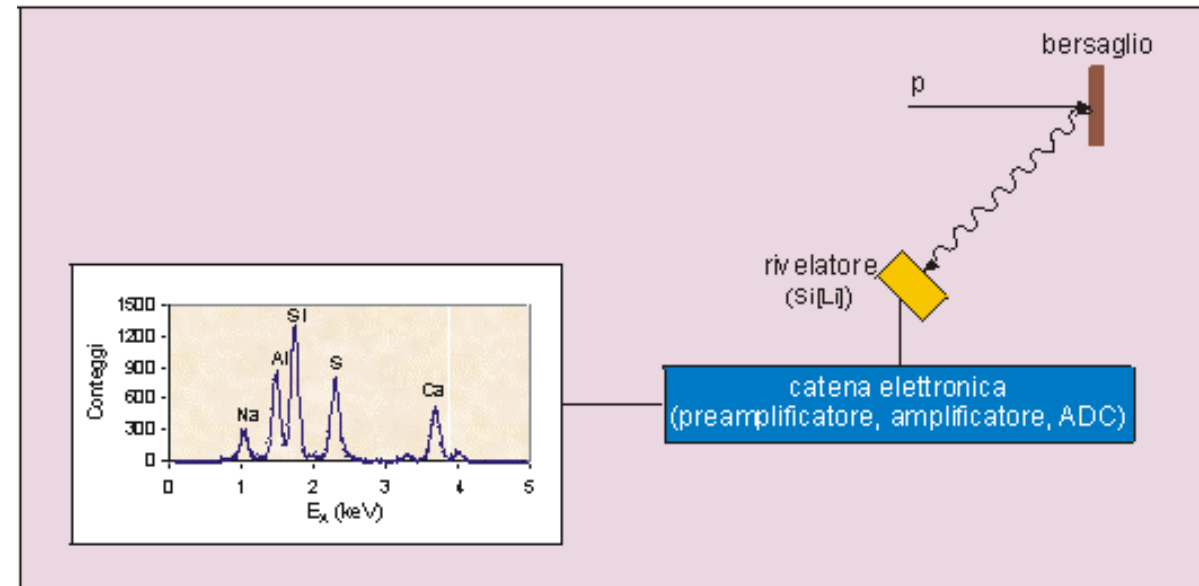 bersaglio
p
rivelatore
(Si[Li])
catena elettronica
(preamplificatore, amplificatore, ADC)
Conteggi
1500
1200
900
600
300
0
Na
Al
Si
S
Ca
0 1 2 3 4 5
Ex (keV)